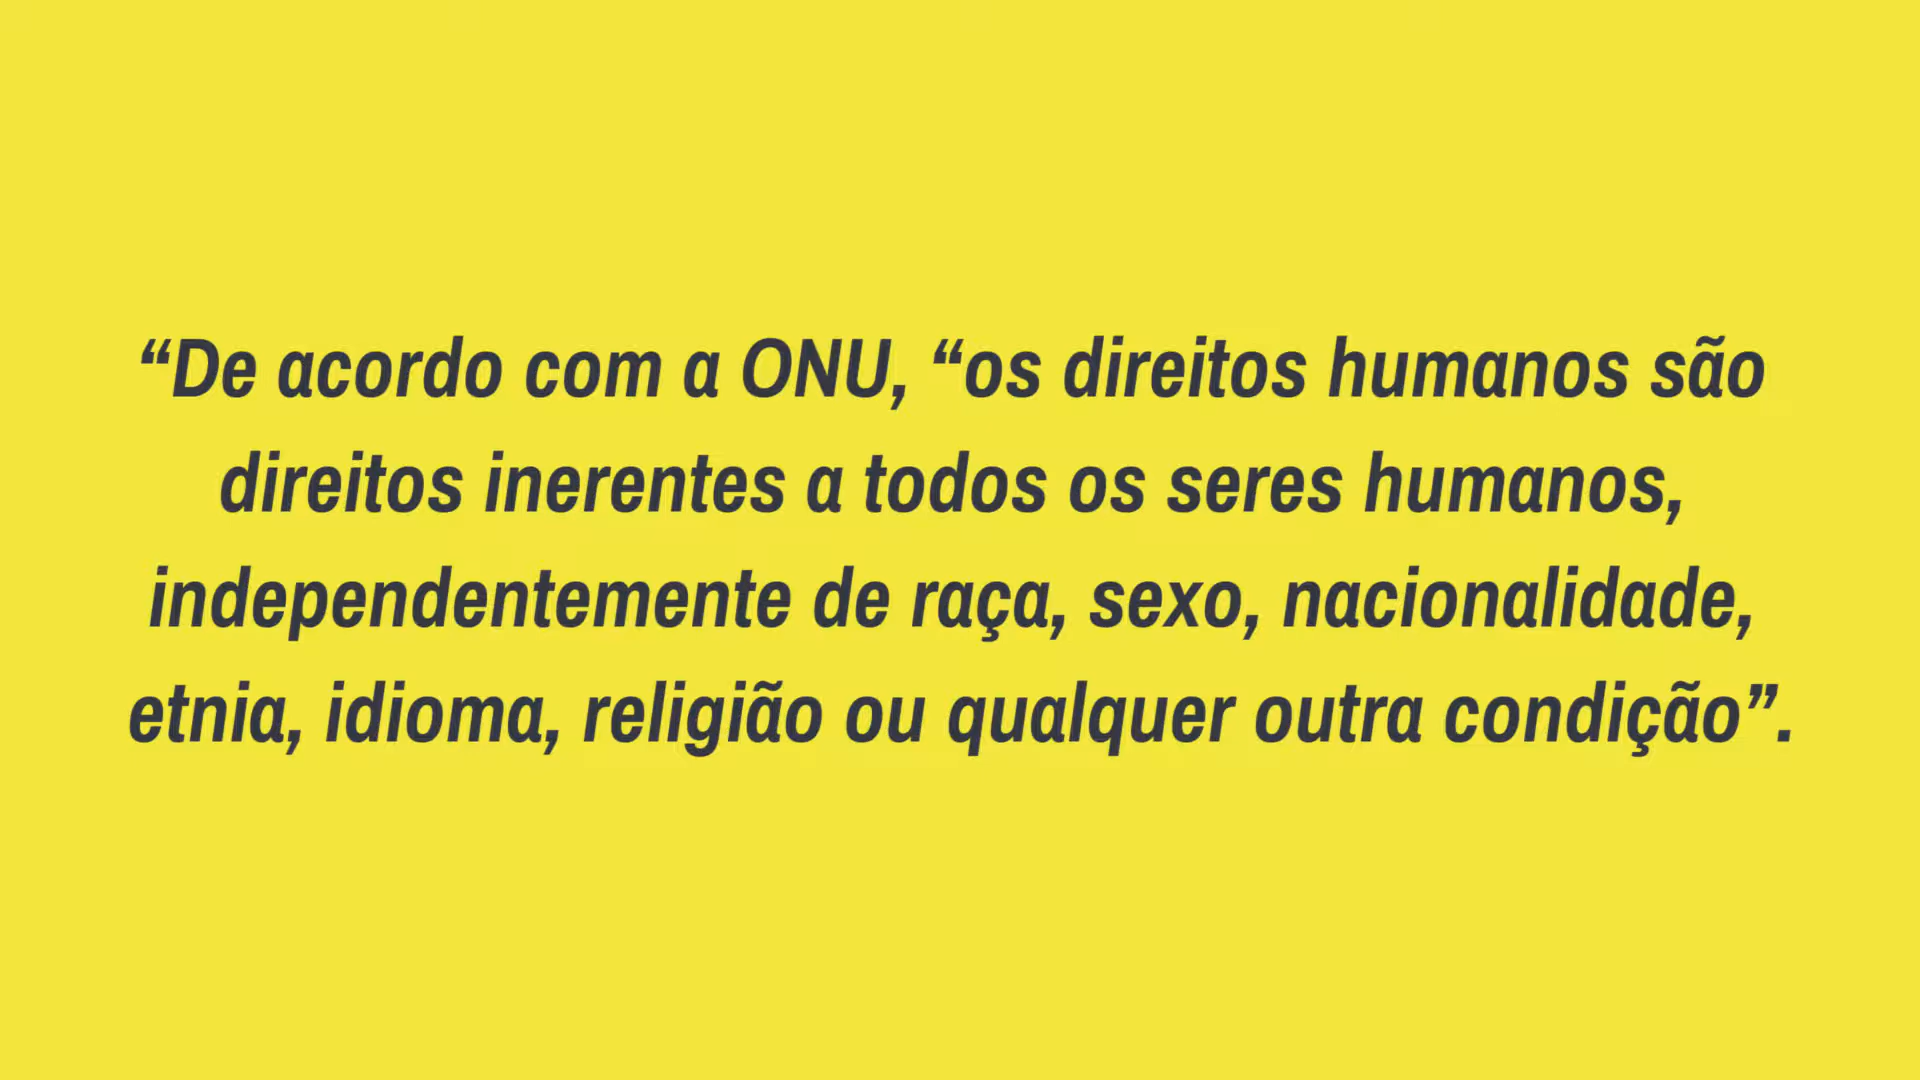 “De acordo com a ONU, “os direitos humanos são
direitos inerentes a todos os seres humanos,
independentemente de raça, sexo, nacionalidade,
etnia, idioma, religião ou qualquer outra condição”.